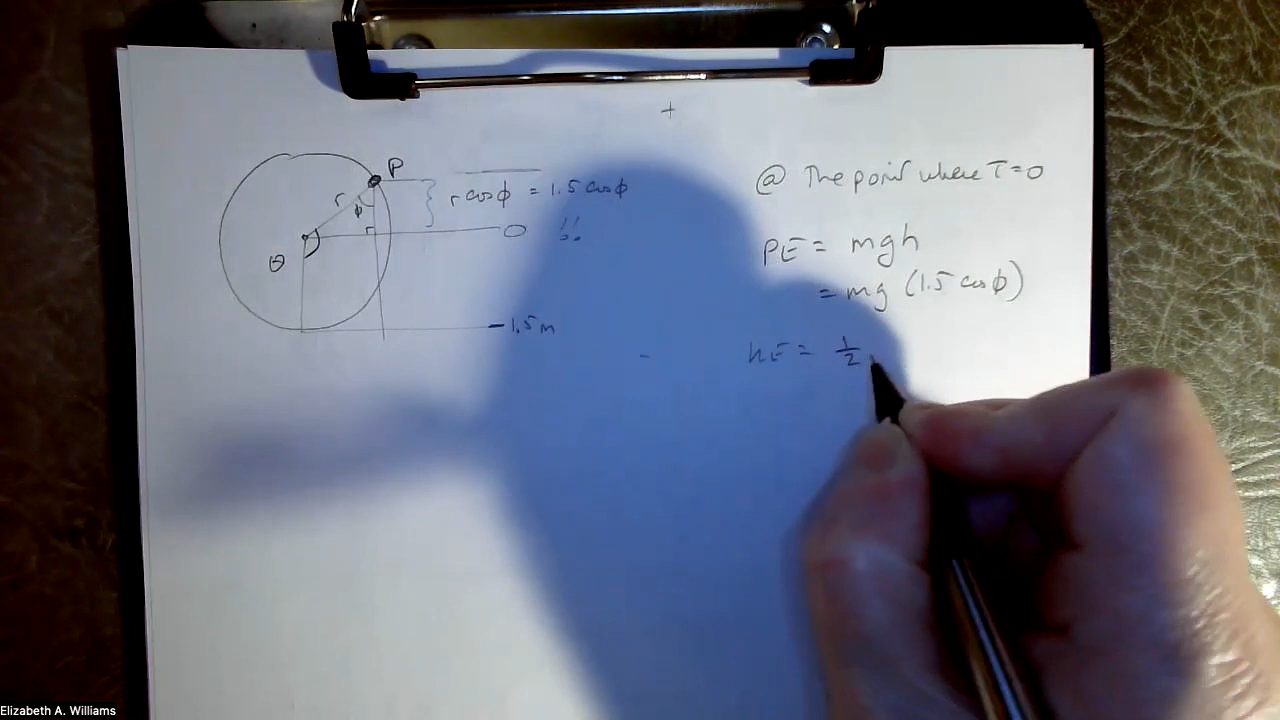 P
r
φ
r cos φ = 1.5 cos φ
0 !!
θ
- 1.5 m
@ The point where T = 0
PE = mgh
= mg (1.5 cos φ)
KE = 1/2
Elizabeth A. Williams